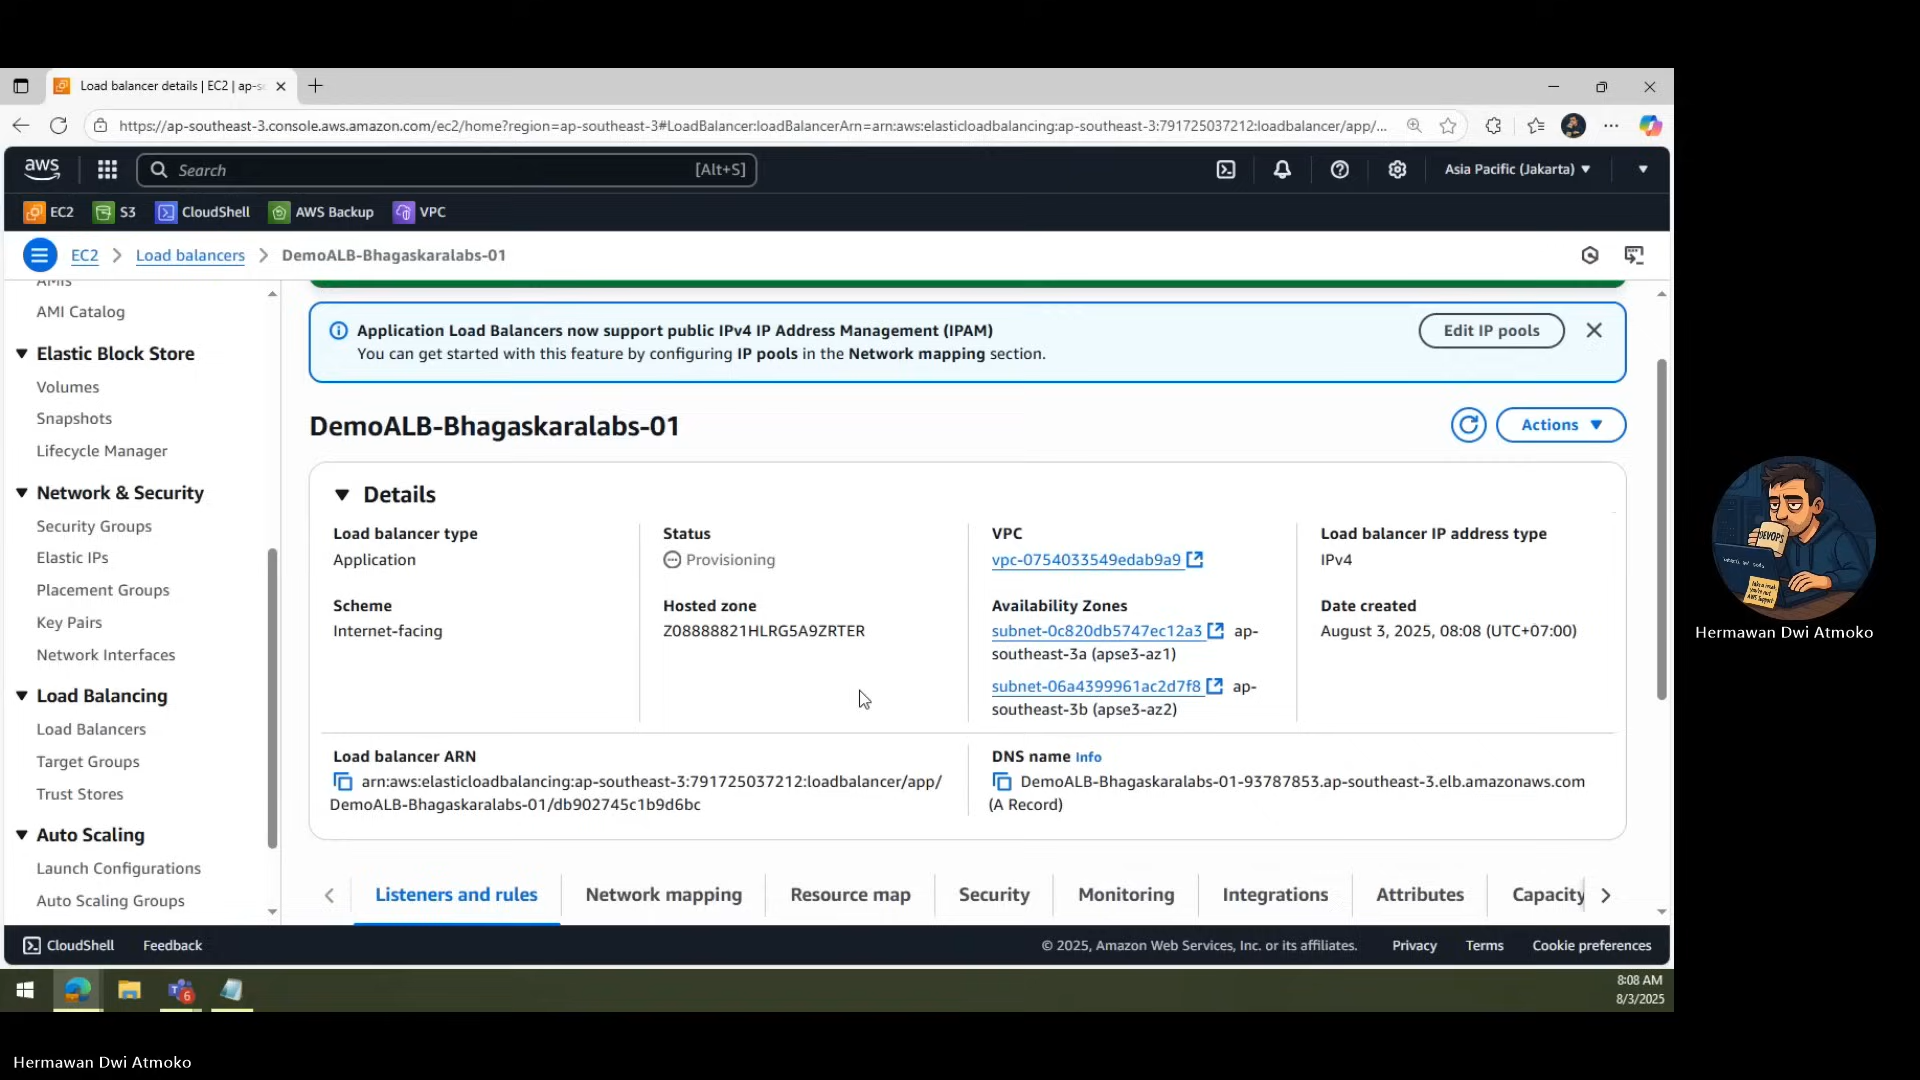 Load balancer details | EC2 | ap-s
https://ap-southeast-3.console.aws.amazon.com/ec2/home?region=ap-southeast-3#LoadBalancer:loadBalancerArn=arn:aws:elasticloadbalancing:ap-southeast-3:791725037212:loadbalancer/app/...
aws
Search [Alt+S]
Asia Pacific (Jakarta)
EC2 S3 CloudShell AWS Backup VPC
EC2 Load balancers DemoALB-Bhagaskaralabs-01
AMIs
AMI Catalog
Elastic Block Store
Volumes
Snapshots
Lifecycle Manager
Network & Security
Security Groups
Elastic IPs
Placement Groups
Key Pairs
Network Interfaces
Load Balancing
Load Balancers
Target Groups
Trust Stores
Auto Scaling
Launch Configurations
Auto Scaling Groups
Application Load Balancers now support public IPv4 IP Address Management (IPAM)
You can get started with this feature by configuring IP pools in the Network mapping section.
Edit IP pools
DemoALB-Bhagaskaralabs-01
Actions
Details
Load balancer type
Application
Scheme
Internet-facing
Status
Provisioning
Hosted zone
Z08888821HLRG5A9ZRTER
VPC
vpc-0754033549edab9a9
Availability Zones
subnet-0c820db5747ec12a3 ap-
southeast-3a (apse3-az1)
subnet-06a4399961ac2d7f8 ap-
southeast-3b (apse3-az2)
Load balancer IP address type
IPv4
Date created
August 3, 2025, 08:08 (UTC+07:00)
Load balancer ARN
arn:aws:elasticloadbalancing:ap-southeast-3:791725037212:loadbalancer/app/
DemoALB-Bhagaskaralabs-01/db902745c1b9d6bc
DNS name Info
DemoALB-Bhagaskaralabs-01-93787853.ap-southeast-3.elb.amazonaws.com
(A Record)
Listeners and rules Network mapping Resource map Security Monitoring Integrations Attributes Capacity
CloudShell Feedback
© 2025, Amazon Web Services, Inc. or its affiliates. Privacy Terms Cookie preferences
6
8:08 AM
8/3/2025
DEVOPS
Hermawan Dwi Atmoko
Hermawan Dwi Atmoko